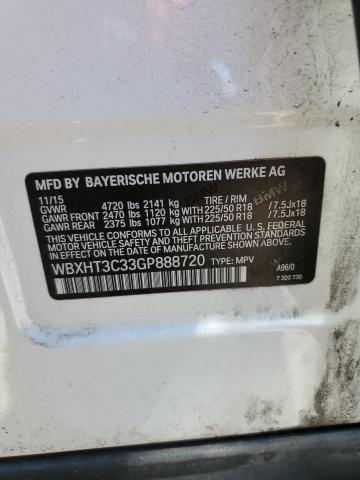 MFD BY BAYERISCHE MOTOREN WERKE AG
11/15
GVWR 4720 lbs 2141 kg TIRE / RIM
GAWR FRONT 2470 lbs 1120 kg WITH 225/50 R18 /7.5Jx18
GAWR REAR 2375 lbs 1077 kg WITH 225/50 R18 /7.5Jx18
THIS VEHICLE CONFORMS TO ALL APPLICABLE U.S. FEDERAL
MOTOR VEHICLE SAFETY, BUMPER, AND THEFT PREVENTION
STANDARDS IN EFFECT ON THE DATE OF MANUFACTURE
SHOWN ABOVE.
WBXHT3C33GP888720 TYPE: MPV
A96/0
7 320 730
BMW